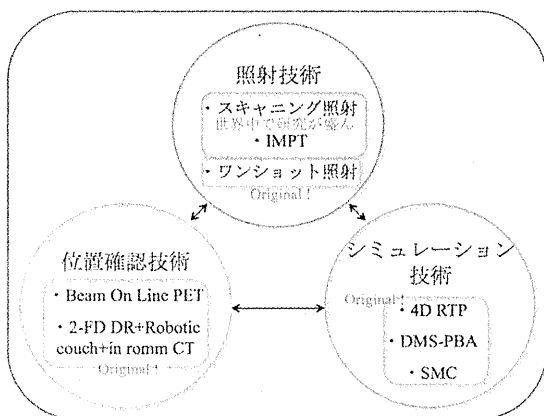 照射技術
・スキャニング照射
世界中で研究が盛ん
・IMPT
・ワンショット照射
Original !
位置確認技術
・Beam On Line PET
・2-FD DR+Robotic
couch+in romm CT
Original !
シミュレーション
技術
Original !
・4D RTP
・DMS-PBA
・SMC